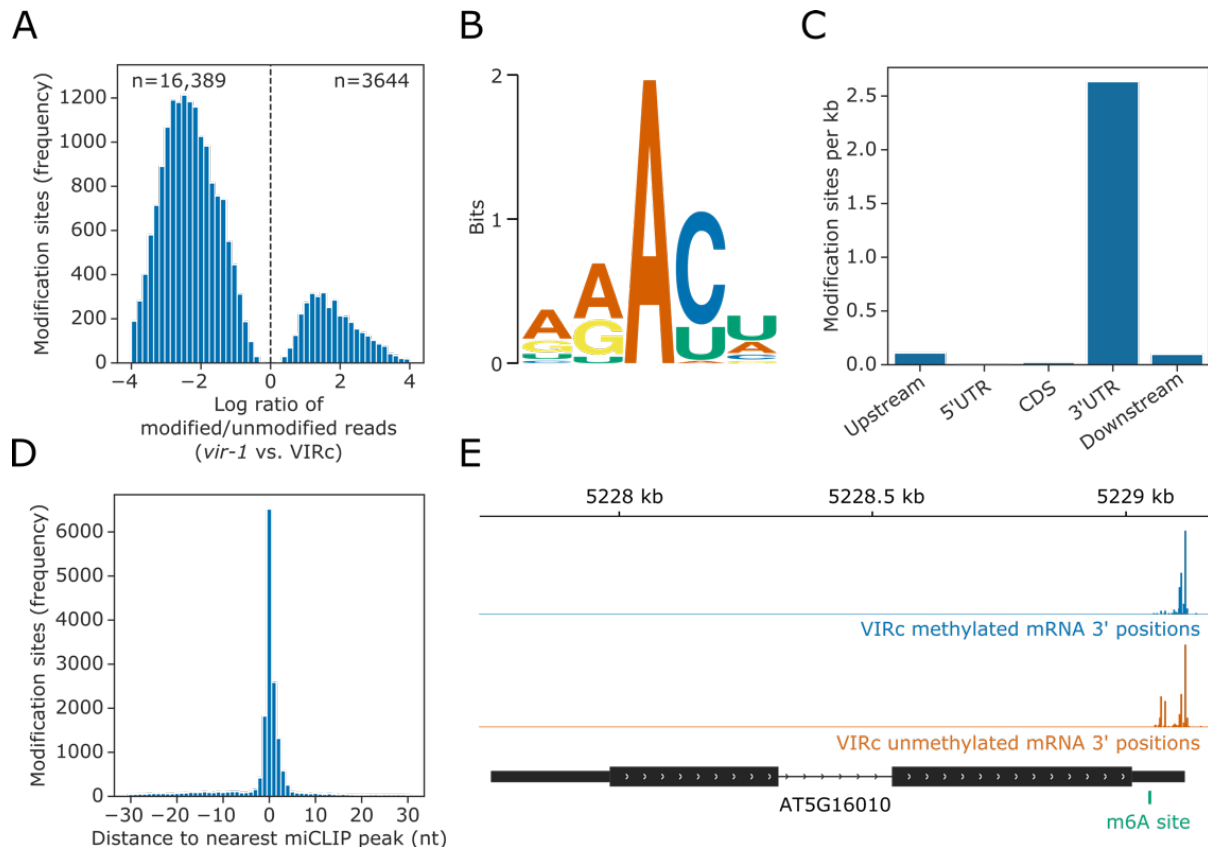 A
n=16,389
n=3644
Modification sites (frequency)
1200
1000
800
600
400
200
0
−4
−2
0
2
4
Log ratio of
modified/unmodified reads
(vir-1 vs. VIRc)
B
Bits
2
1
0
A
G
U
C
A
G
U
A
C
U
A
U
A
C
G
C
Modification sites per kb
2.5
2.0
1.5
1.0
0.5
0.0
Upstream
5'UTR
CDS
3'UTR
Downstream
D
Modification sites (frequency)
6000
5000
4000
3000
2000
1000
0
−30
−20
−10
0
10
20
30
Distance to nearest miCLIP peak (nt)
E
5228 kb
5228.5 kb
5229 kb
VIRc methylated mRNA 3' positions
VIRc unmethylated mRNA 3' positions
AT5G16010
m6A site